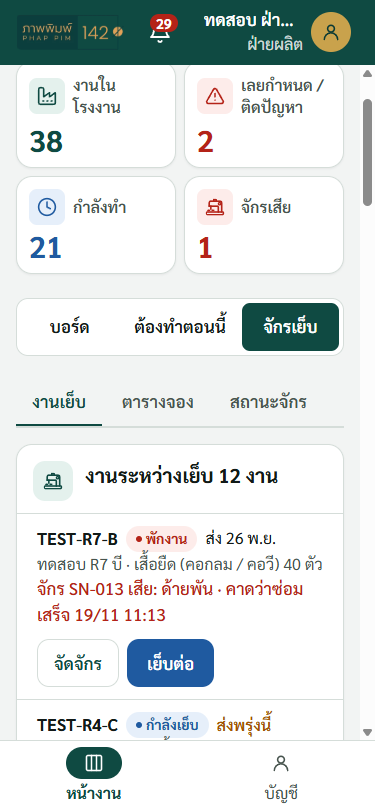 ภาพพิมพ์
PHAP PIM
142
29
ทดสอบ ฝ่า...
ฝ่ายผลิต
งานใน
โรงงาน
38
เลยกำหนด /
ติดปัญหา
2
กำลังทำ
21
จักรเสีย
1
บอร์ด ต้องทำตอนนี้ จักรเย็บ
งานเย็บ ตารางจอง สถานะจักร
งานระหว่างเย็บ 12 งาน
TEST-R7-B • พักงาน ส่ง 26 พ.ย.
ทดสอบ R7 บี · เสื้อยืด (คอกลม / คอวี) 40 ตัว
จักร SN-013 เสีย: ด้ายพัน · คาดว่าซ่อม
เสร็จ 19/11 11:13
จัดจักร เย็บต่อ
TEST-R4-C • กำลังเย็บ ส่งพรุ่งนี้
หน้างาน บัญชี